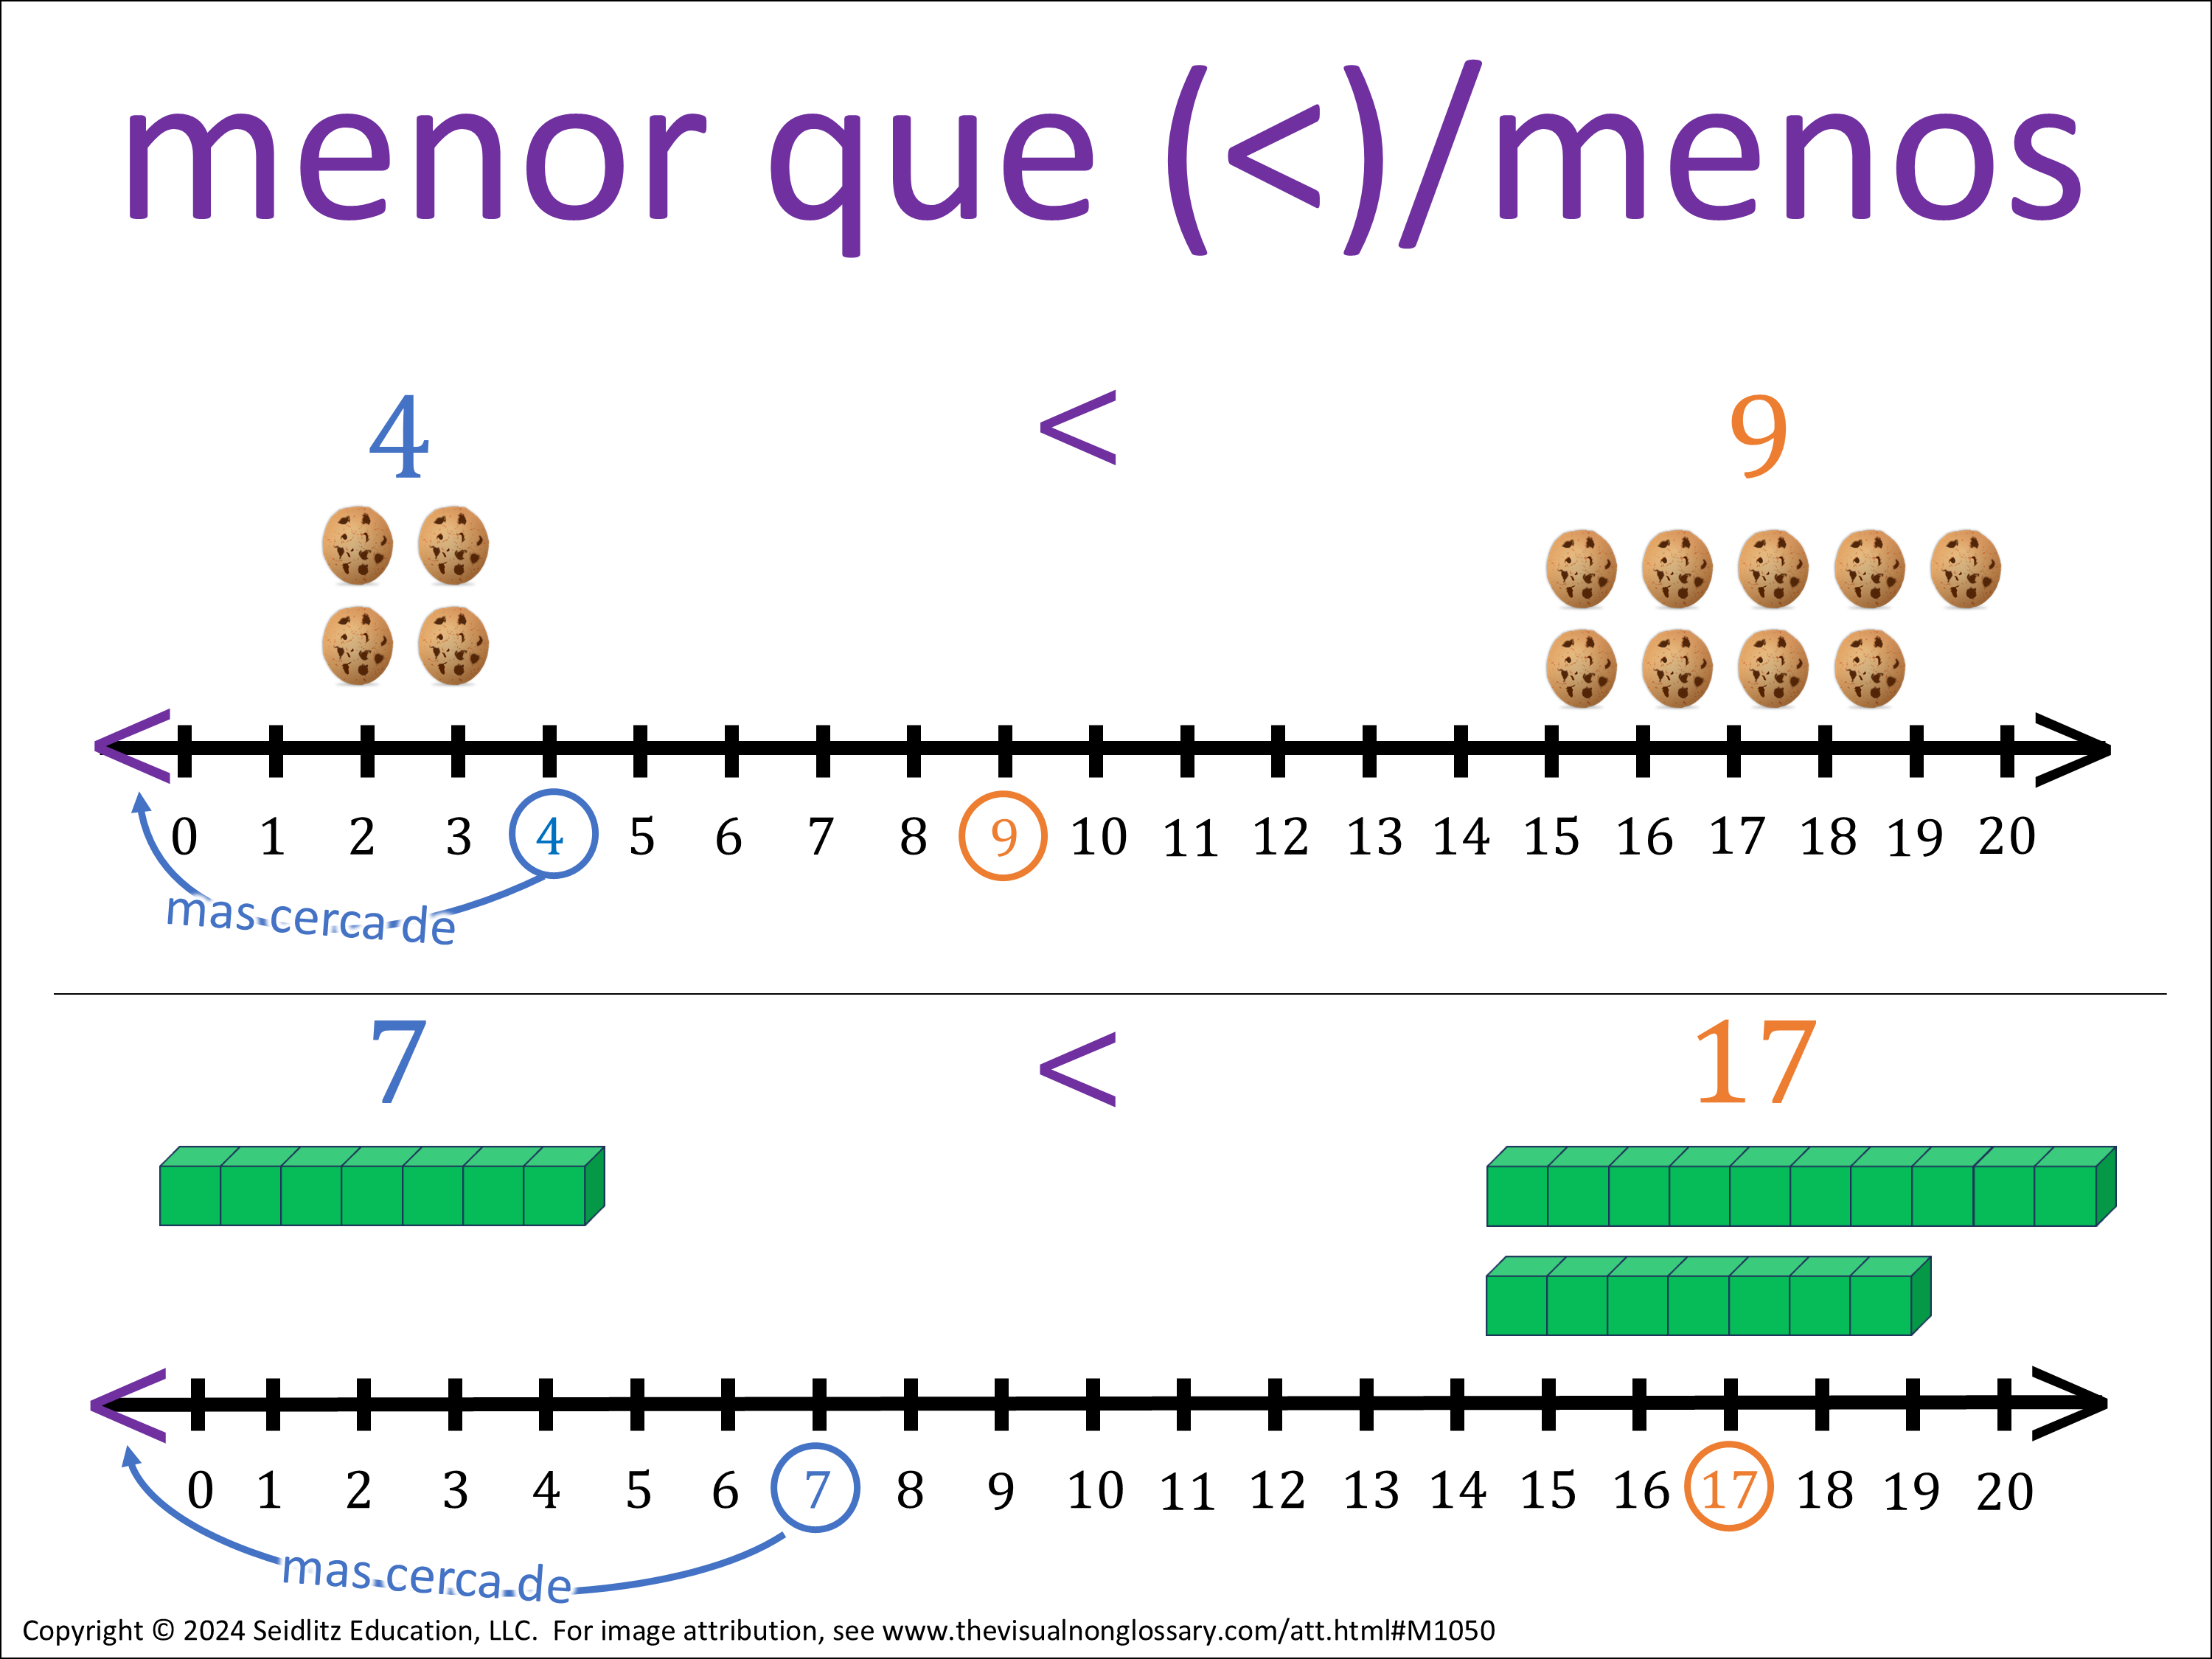 menor que (<)/menos
4 < 9
0 1 2 3 4 5 6 7 8 9 10 11 12 13 14 15 16 17 18 19 20
mas cerca de
7 < 17
0 1 2 3 4 5 6 7 8 9 10 11 12 13 14 15 16 17 18 19 20
mas cerca de
Copyright © 2024 Seidlitz Education, LLC. For image attribution, see www.thevisualnonglossary.com/att.html#M1050